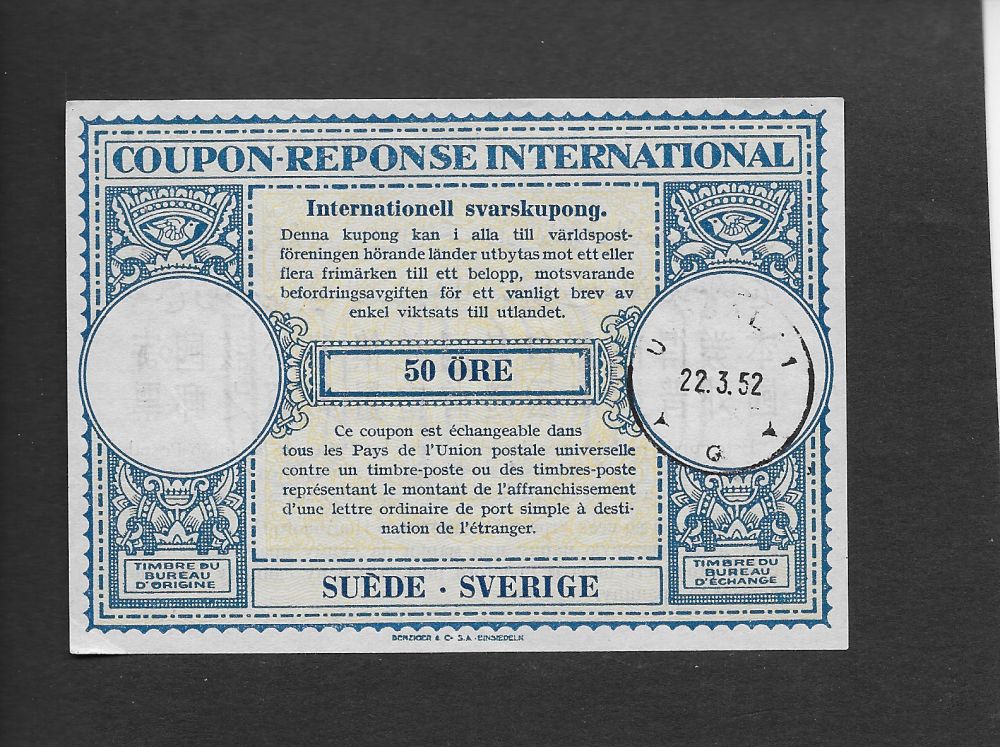 COUPON-REPONSE INTERNATIONAL
Internationell svarskupong.
Denna kupong kan i alla till världspost-
föreningen hörande länder utbytas mot ett eller
flera frimärken till ett belopp, motsvarande
befordringsavgiften för ett vanligt brev av
enkel viktsats till utlandet.
50 ÖRE
22.3.52
Ce coupon est échangeable dans
tous les Pays de l'Union postale universelle
contre un timbre-poste ou des timbres-poste
représentant le montant de l'affranchissement
d'une lettre ordinaire de port simple à desti-
nation de l'étranger.
TIMBRE DU
BUREAU
D'ORIGINE
TIMBRE DU
BUREAU
D'ÉCHANGE
SUÈDE · SVERIGE
BENZIGER & Co S.A. EINSIEDELN